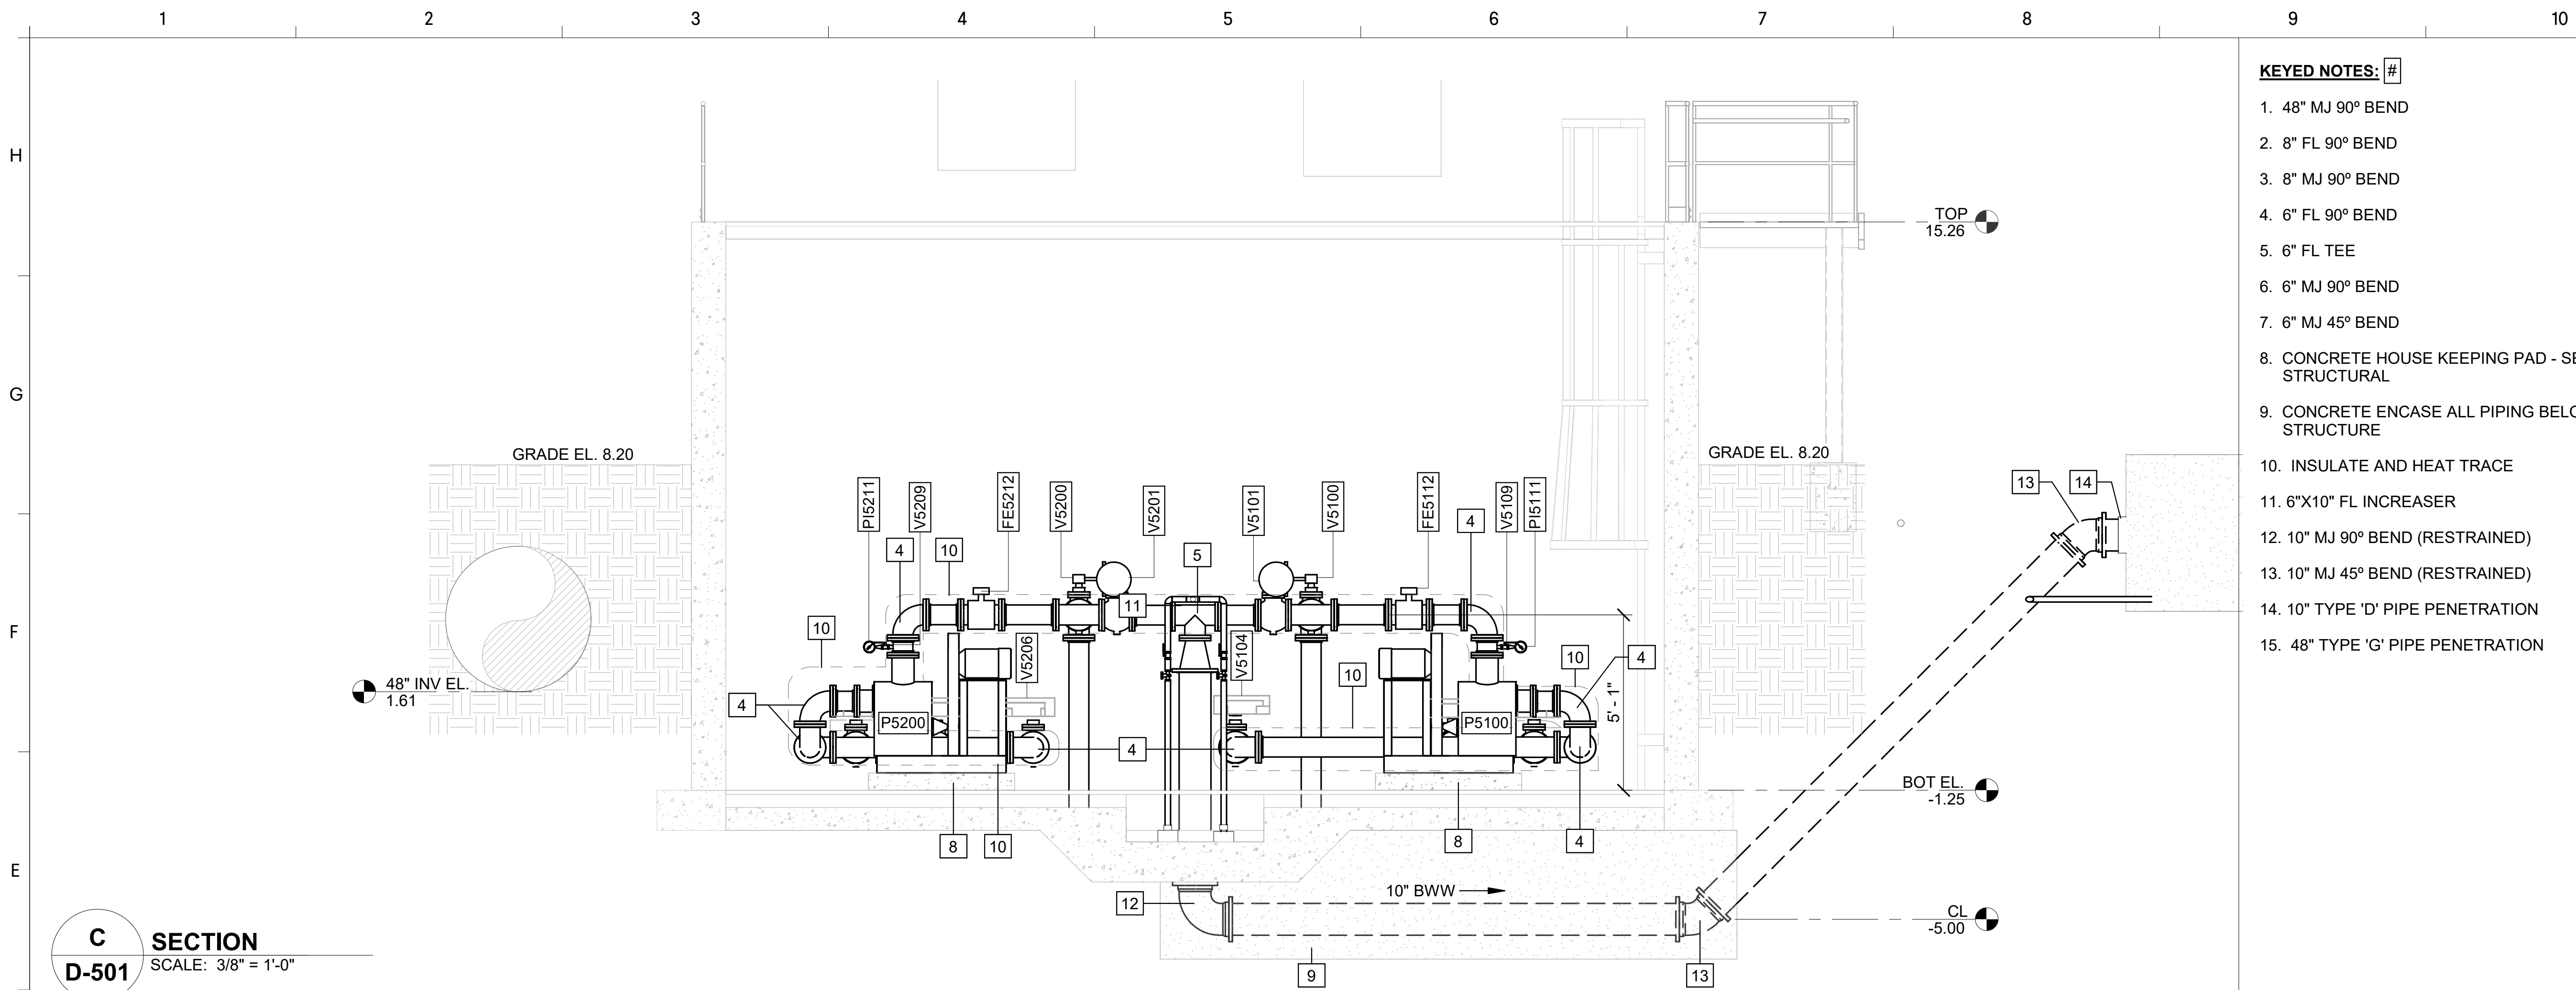 1 2 3 4 5 6 7 8 9 10
H
G
F
E
KEYED NOTES: #
1. 48" MJ 90º BEND
2. 8" FL 90º BEND
3. 8" MJ 90º BEND
4. 6" FL 90º BEND
5. 6" FL TEE
6. 6" MJ 90º BEND
7. 6" MJ 45º BEND
8. CONCRETE HOUSE KEEPING PAD -
STRUCTURAL
9. CONCRETE ENCASE ALL PIPING
STRUCTURE
10. INSULATE AND HEAT TRACE
11. 6"X10" FL INCREASER
12. 10" MJ 90º BEND (RESTRAINED)
13. 10" MJ 45º BEND (RESTRAINED)
14. 10" TYPE 'D' PIPE PENETRATION
15. 48" TYPE 'G' PIPE PENETRATION
TOP
15.26
GRADE EL. 8.20
GRADE EL. 8.20
PI5211
V5209
FE5212
V5200
V5201
V5101
V5100
FE5112
V5109
PI5111
13
14
4
10
5
4
11
10
V5206
V5104
10
10
4
48" INV EL.
1.61
4
P5200
P5100
5' - 1"
4
BOT EL.
-1.25
8
10
8
4
10" BWW
12
CL
-5.00
9
13
C
D-501
SECTION
SCALE: 3/8" = 1'-0"